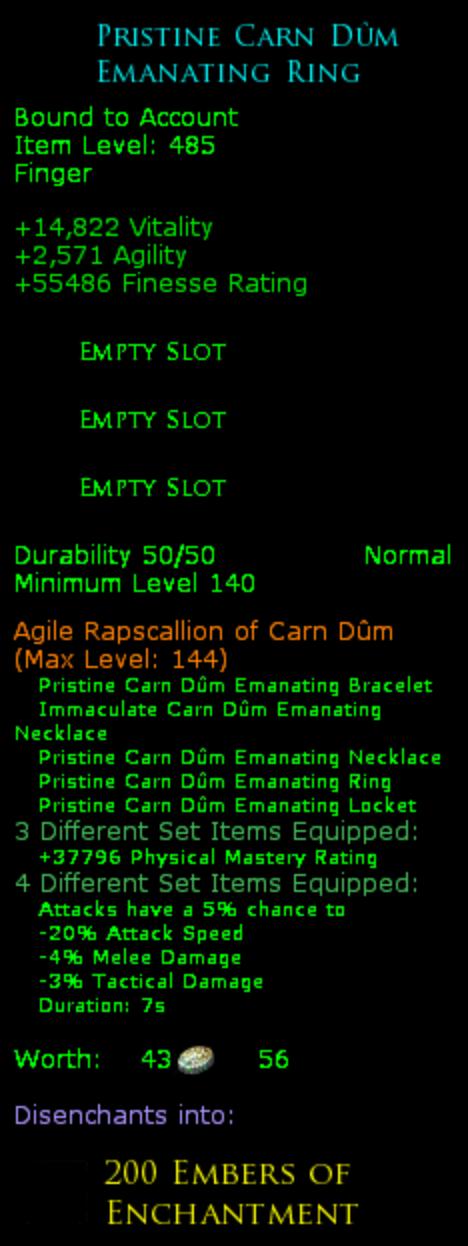 Pristine Carn Dûm
Emanating Ring
Bound to Account
Item Level: 485
Finger
+14,822 Vitality
+2,571 Agility
+55486 Finesse Rating
Empty Slot
Empty Slot
Empty Slot
Durability 50/50 Normal
Minimum Level 140
Agile Rapscallion of Carn Dûm
(Max Level: 144)
Pristine Carn Dûm Emanating Bracelet
Immaculate Carn Dûm Emanating
Necklace
Pristine Carn Dûm Emanating Necklace
Pristine Carn Dûm Emanating Ring
Pristine Carn Dûm Emanating Locket
3 Different Set Items Equipped:
+37796 Physical Mastery Rating
4 Different Set Items Equipped:
Attacks have a 5% chance to
-20% Attack Speed
-4% Melee Damage
-3% Tactical Damage
Duration: 7s
Worth: 43 56
Disenchants into:
200 Embers of
Enchantment